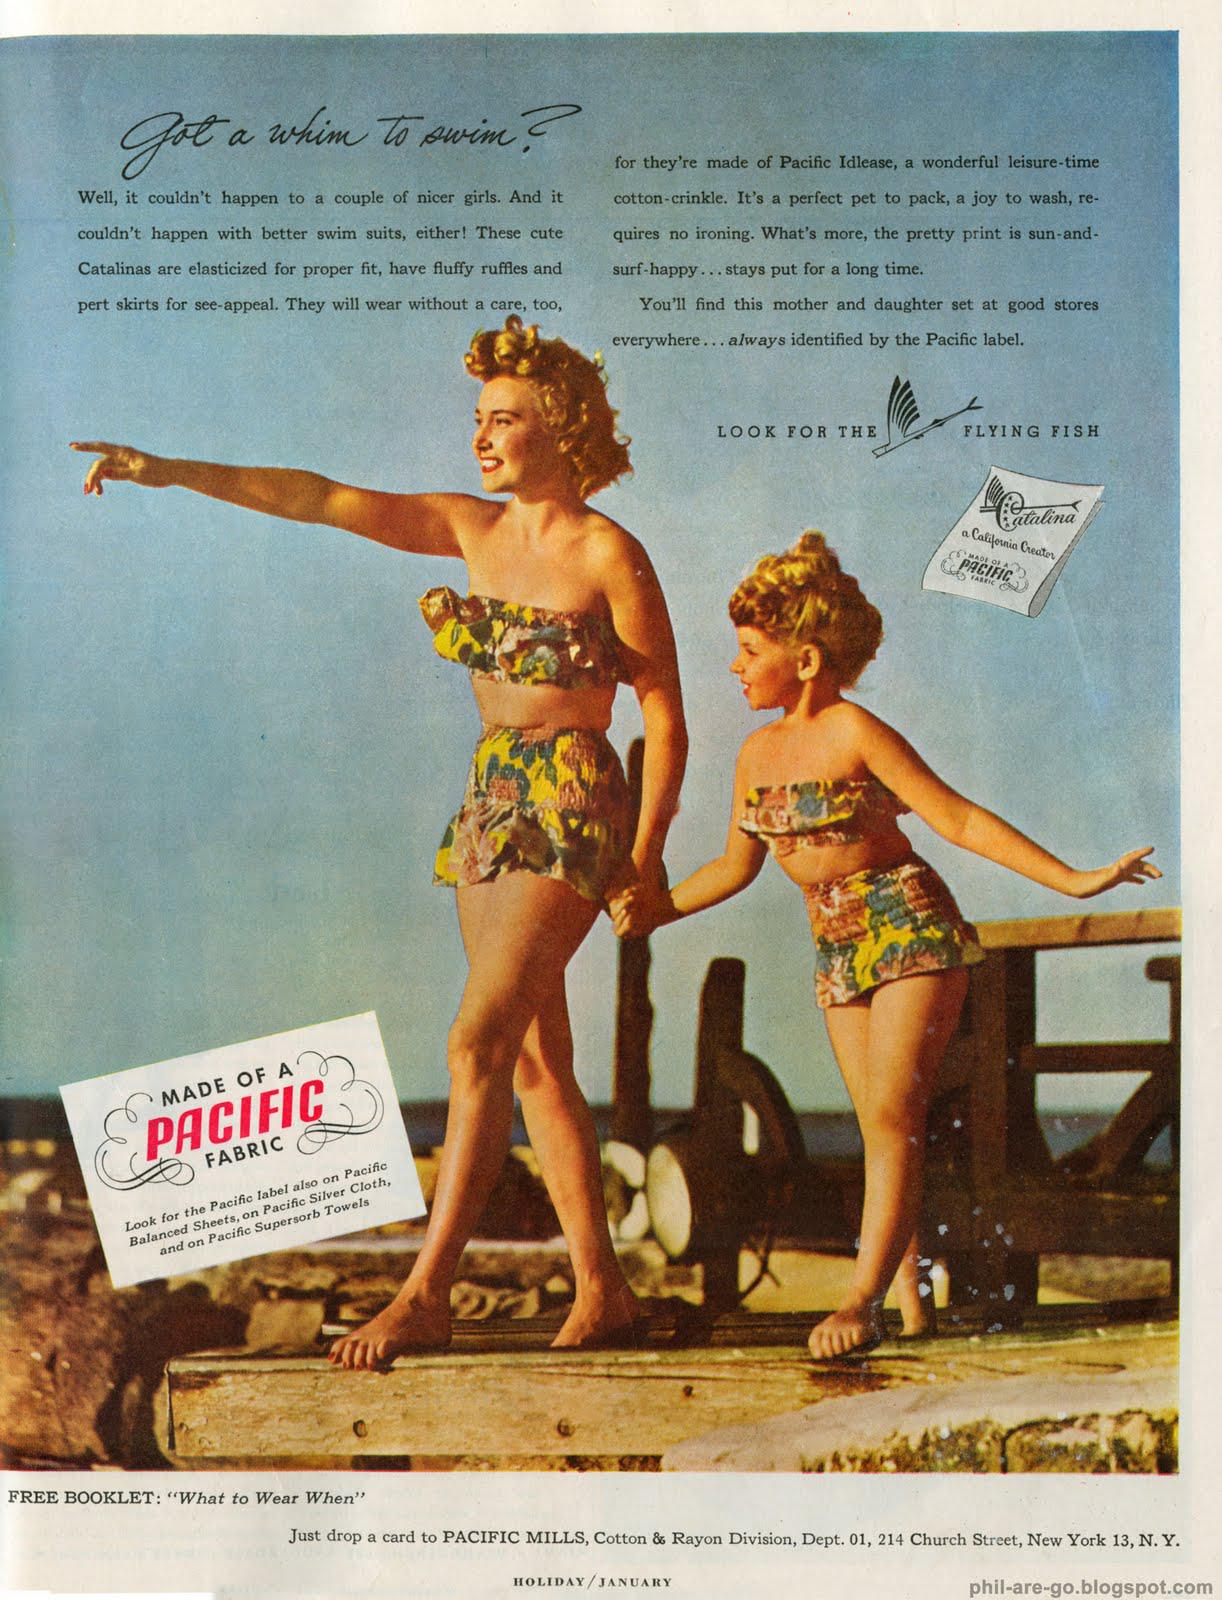 Got a whim to swim?
Well, it couldn't happen to a couple of nicer girls. And it
couldn't happen with better swim suits, either! These cute
Catalinas are elasticized for proper fit, have fluffy ruffles and
pert skirts for see-appeal. They will wear without a care, too,
for they're made of Pacific Idlease, a wonderful leisure-time
cotton-crinkle. It's a perfect pet to pack, a joy to wash, re-
quires no ironing. What's more, the pretty print is sun-and-
surf-happy...stays put for a long time.
You'll find this mother and daughter set at good stores
everywhere...always identified by the Pacific label.
LOOK FOR THE FLYING FISH
Catalina
a California Creator
MADE OF A
PACIFIC
FABRIC
MADE OF A
PACIFIC
FABRIC
Look for the Pacific label also on Pacific
Balanced Sheets, on Pacific Silver Cloth,
and on Pacific Supersorb Towels
FREE BOOKLET: "What to Wear When"
Just drop a card to PACIFIC MILLS, Cotton & Rayon Division, Dept. 01, 214 Church Street, New York 13, N. Y.
HOLIDAY/JANUARY
phil-are-go.blogspot.com